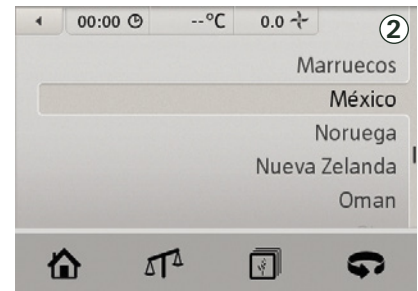 00:00 --°C 0.0 2
Marruecos
México
Noruega
Nueva Zelanda
Oman